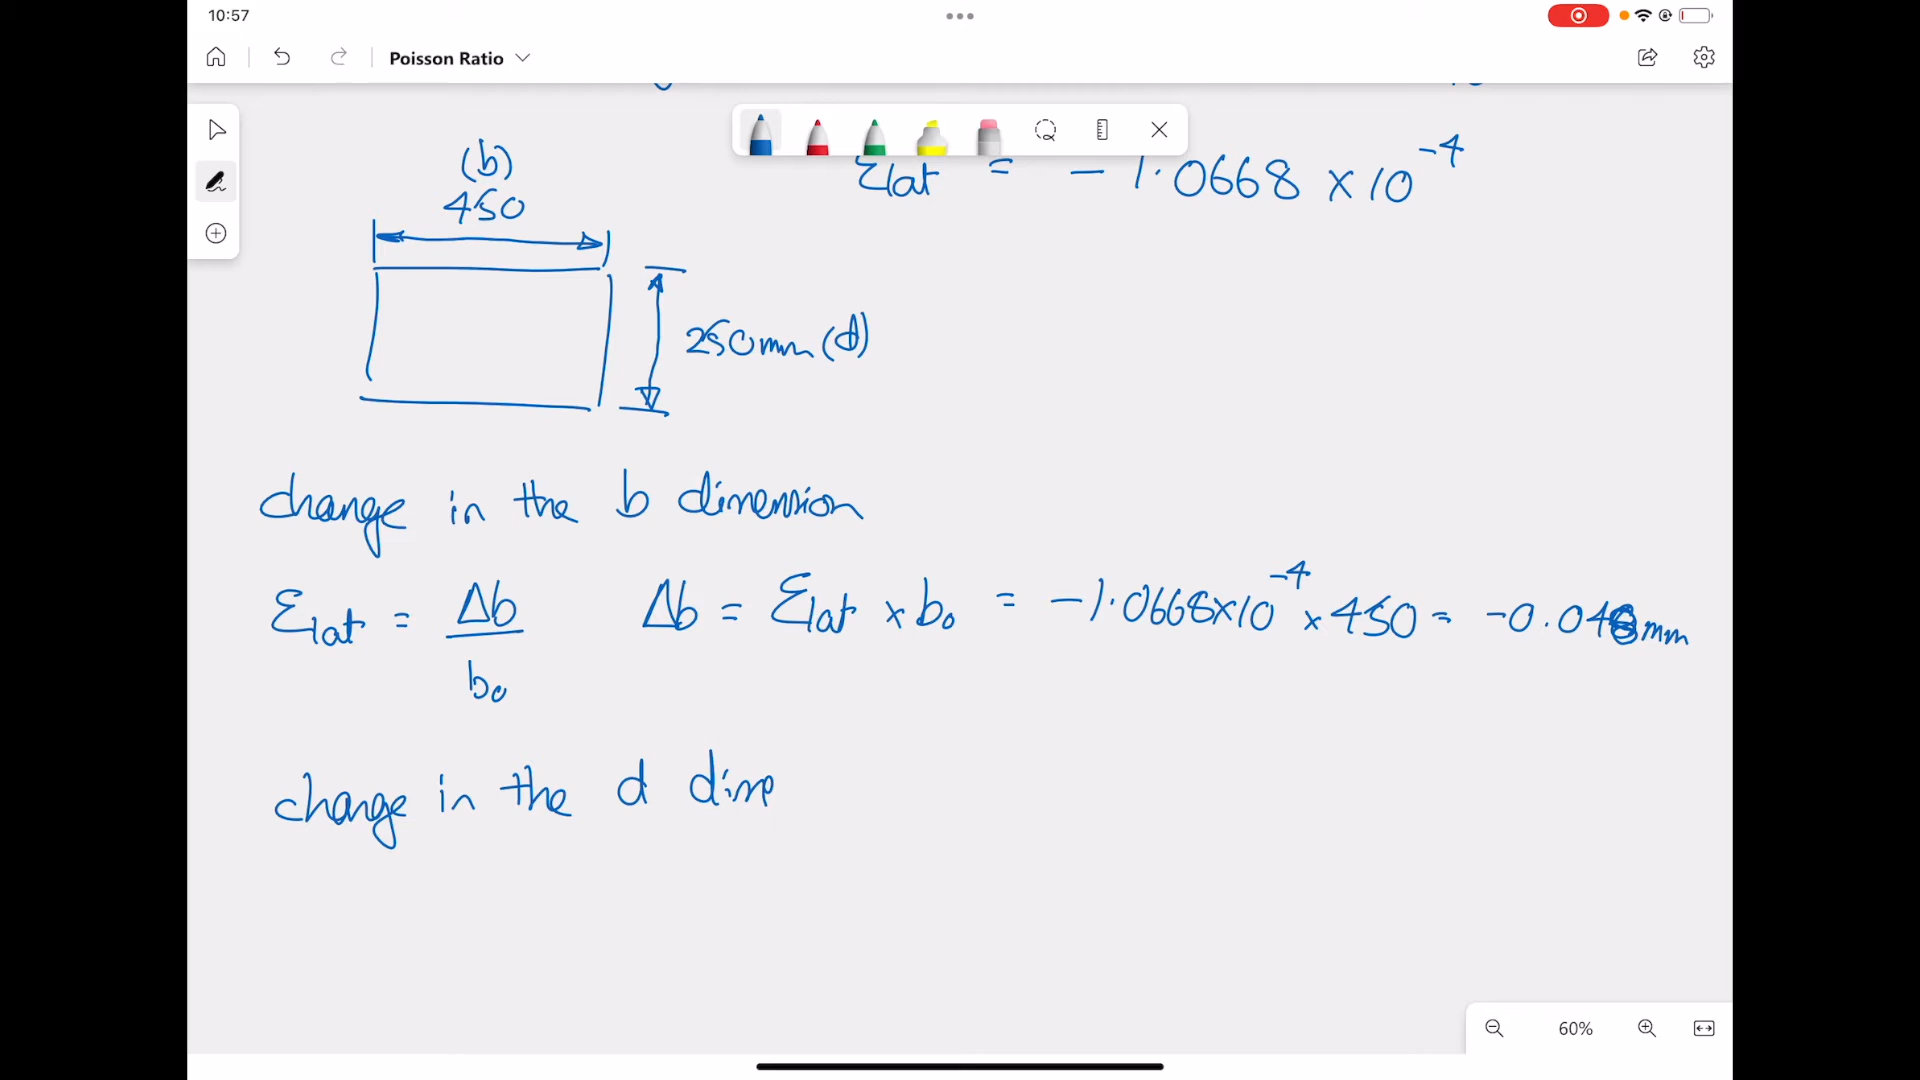 10:57
Poisson Ratio
(b)
450
εlat = -1.0668 × 10⁻⁴
250mm (d)
change in the b dimension
εlat = Δb / b₀ Δb = εlat × b₀ = -1.0668×10⁻⁴ × 450 = -0.048mm
change in the d dime
60%